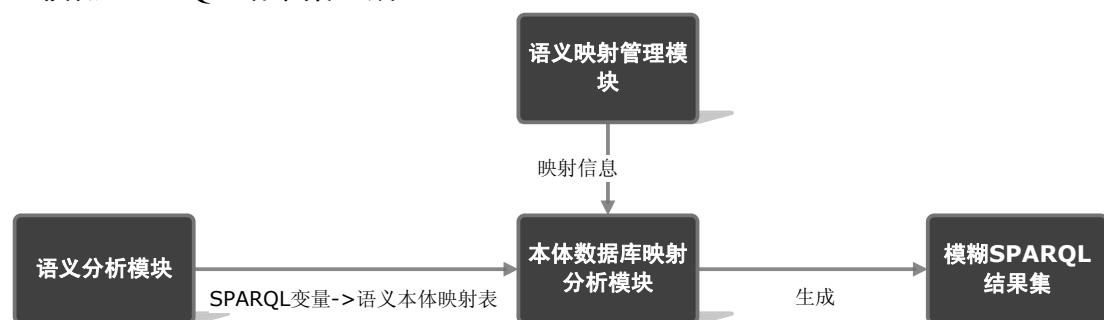 语义映射管理模
块
映射信息
语义分析模块
SPARQL变量->语义本体映射表
本体数据库映射
分析模块
生成
模糊SPARQL
结果集